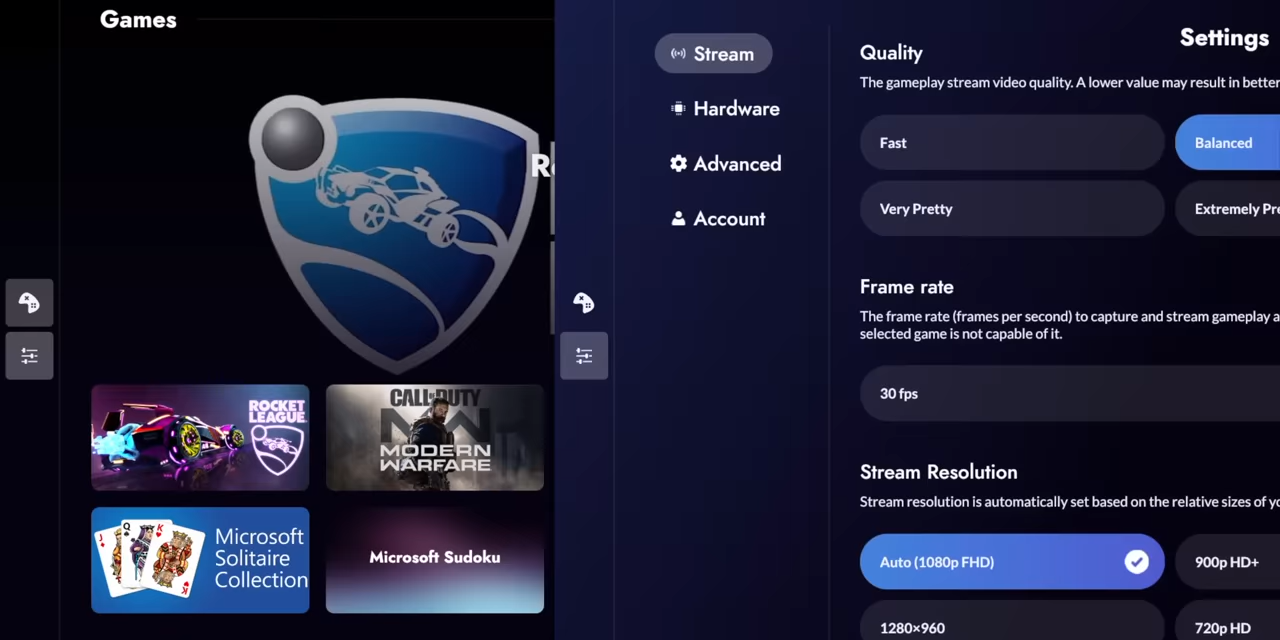 Games
R
ROCKET
LEAGUE
CALL OF DUTY
MW
MODERN
WARFARE
J
Q
K
K
Microsoft
Solitaire
Collection
Microsoft Sudoku
Settings
Stream
Hardware
Advanced
Account
Quality
The gameplay stream video quality. A lower value may result in better
Fast
Balanced
Very Pretty
Extremely Pre
Frame rate
The frame rate (frames per second) to capture and stream gameplay a
selected game is not capable of it.
30 fps
Stream Resolution
Stream resolution is automatically set based on the relative sizes of yo
Auto (1080p FHD)
900p HD+
1280×960
720p HD